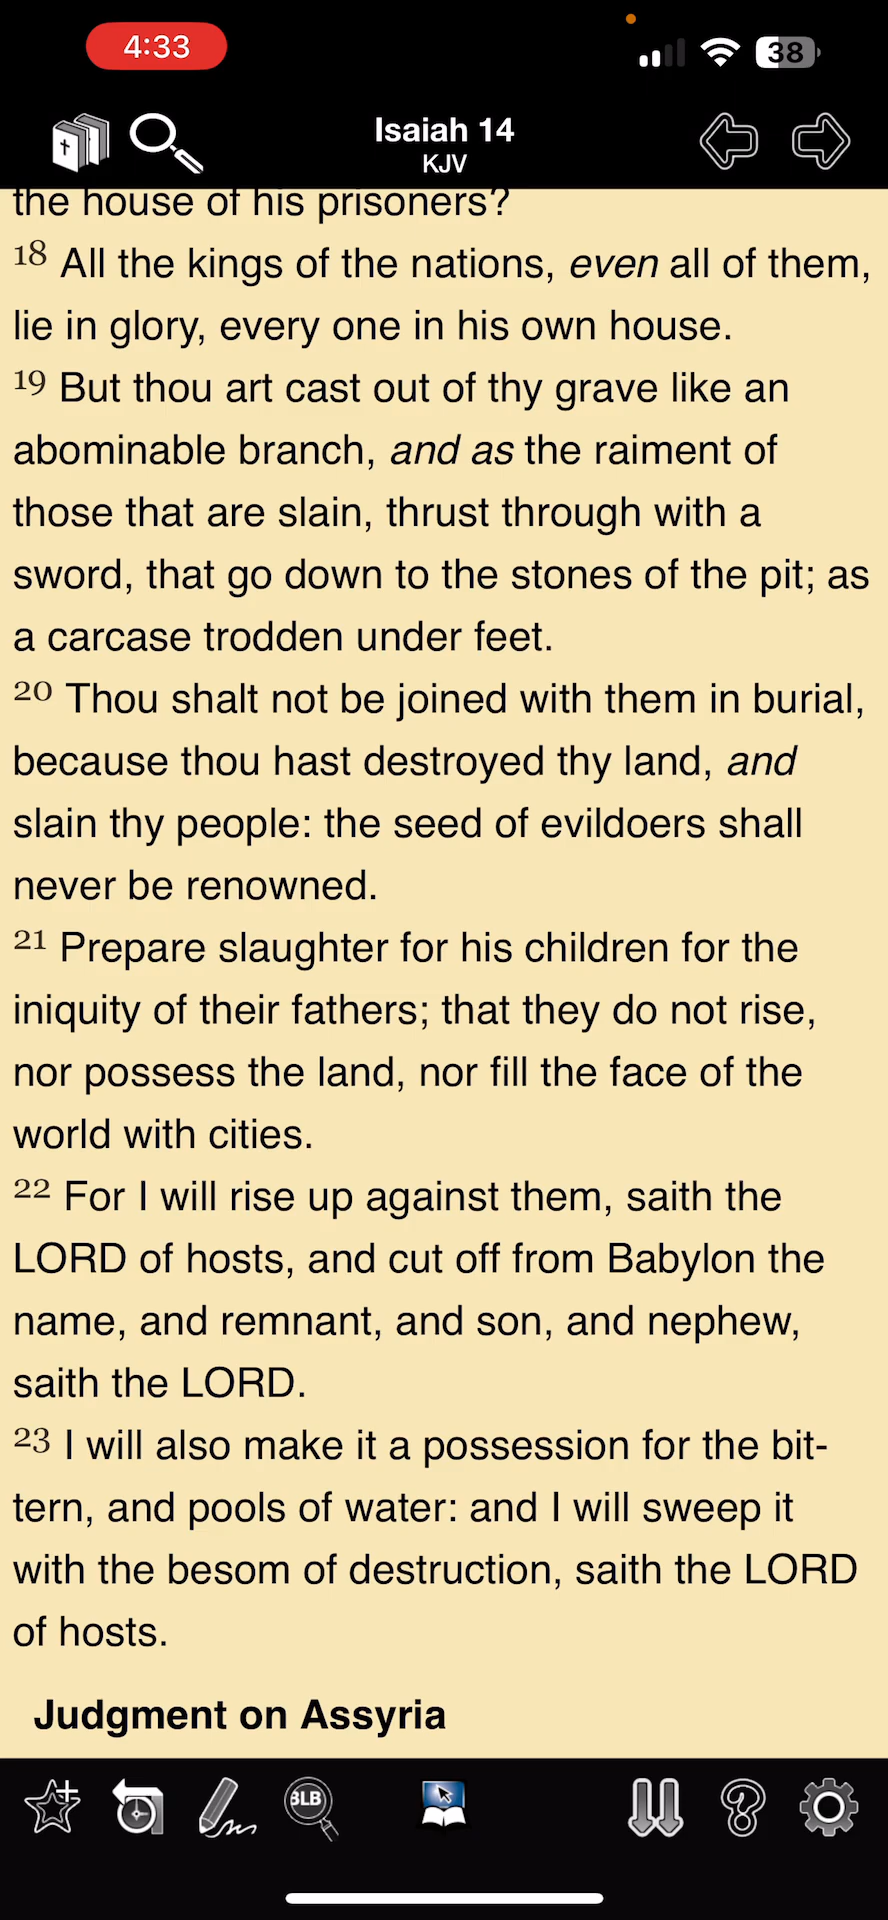 4:33
38
Isaiah 14
KJV
the house of his prisoners?
18 All the kings of the nations, even all of them,
lie in glory, every one in his own house.
19 But thou art cast out of thy grave like an
abominable branch, and as the raiment of
those that are slain, thrust through with a
sword, that go down to the stones of the pit; as
a carcase trodden under feet.
20 Thou shalt not be joined with them in burial,
because thou hast destroyed thy land, and
slain thy people: the seed of evildoers shall
never be renowned.
21 Prepare slaughter for his children for the
iniquity of their fathers; that they do not rise,
nor possess the land, nor fill the face of the
world with cities.
22 For I will rise up against them, saith the
LORD of hosts, and cut off from Babylon the
name, and remnant, and son, and nephew,
saith the LORD.
23 I will also make it a possession for the bit-
tern, and pools of water: and I will sweep it
with the besom of destruction, saith the LORD
of hosts.
Judgment on Assyria
BLB